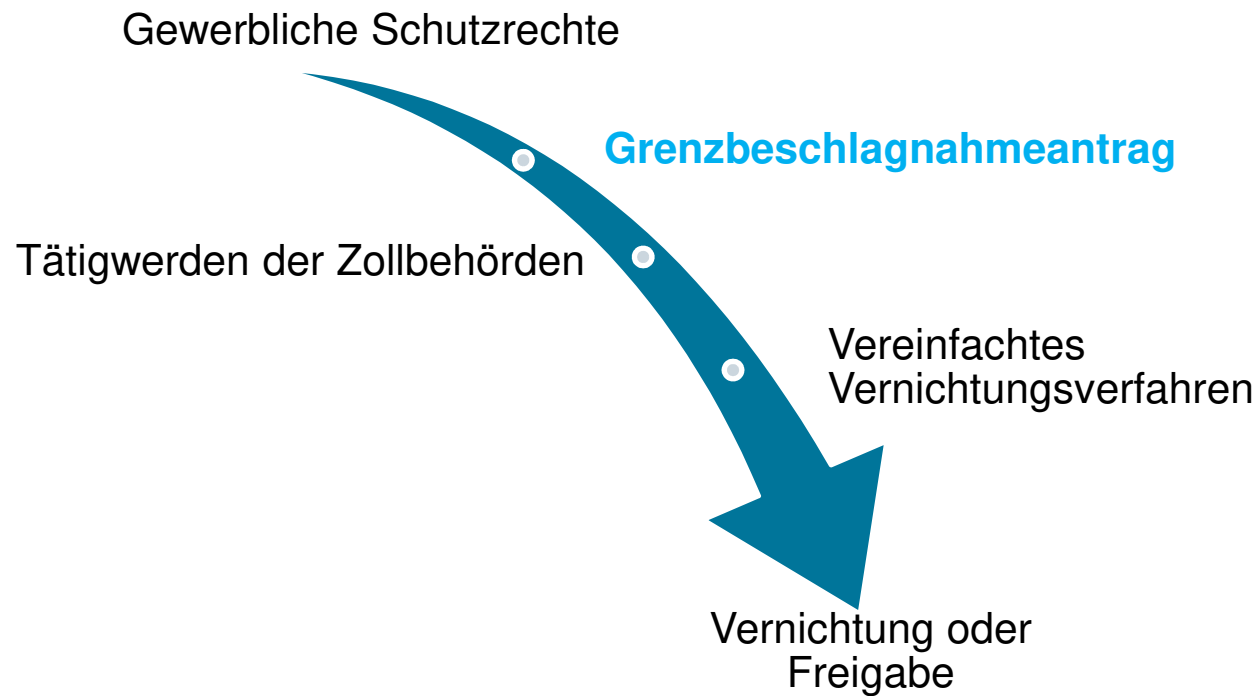 Gewerbliche Schutzrechte
Grenzbeschlagnahmeantrag
Tätigwerden der Zollbehörden
Vereinfachtes
Vernichtungsverfahren
Vernichtung oder
Freigabe